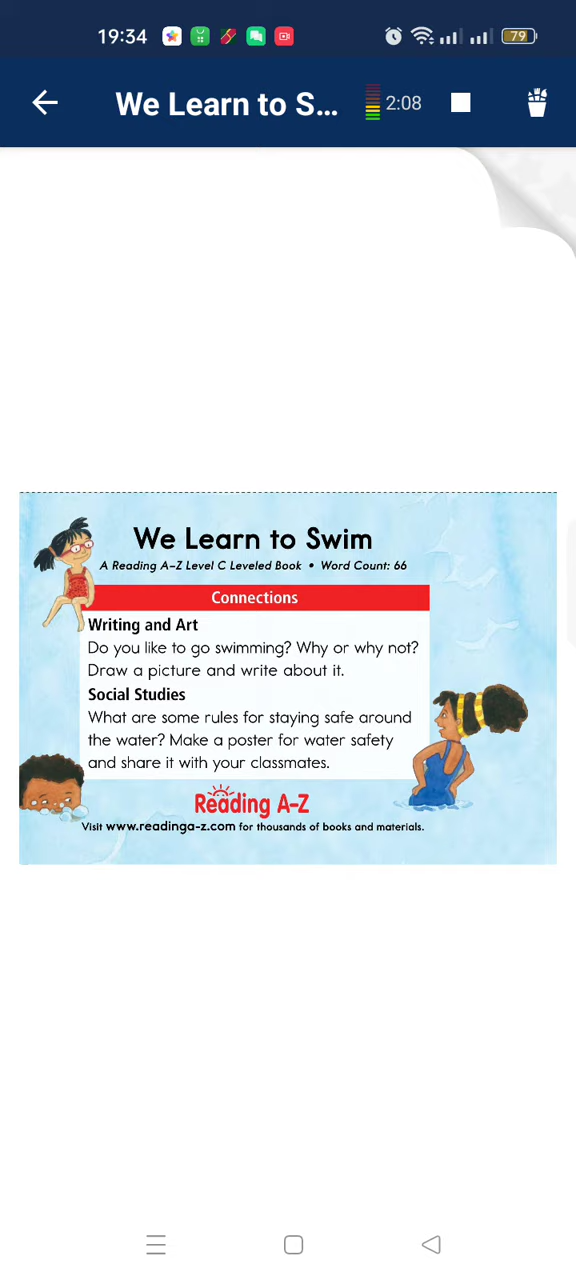 19:34
79
We Learn to S...
2:08
We Learn to Swim
A Reading A–Z Level C Leveled Book • Word Count: 66
Connections
Writing and Art
Do you like to go swimming? Why or why not?
Draw a picture and write about it.
Social Studies
What are some rules for staying safe around
the water? Make a poster for water safety
and share it with your classmates.
Reading A-Z
Visit www.readinga-z.com for thousands of books and materials.